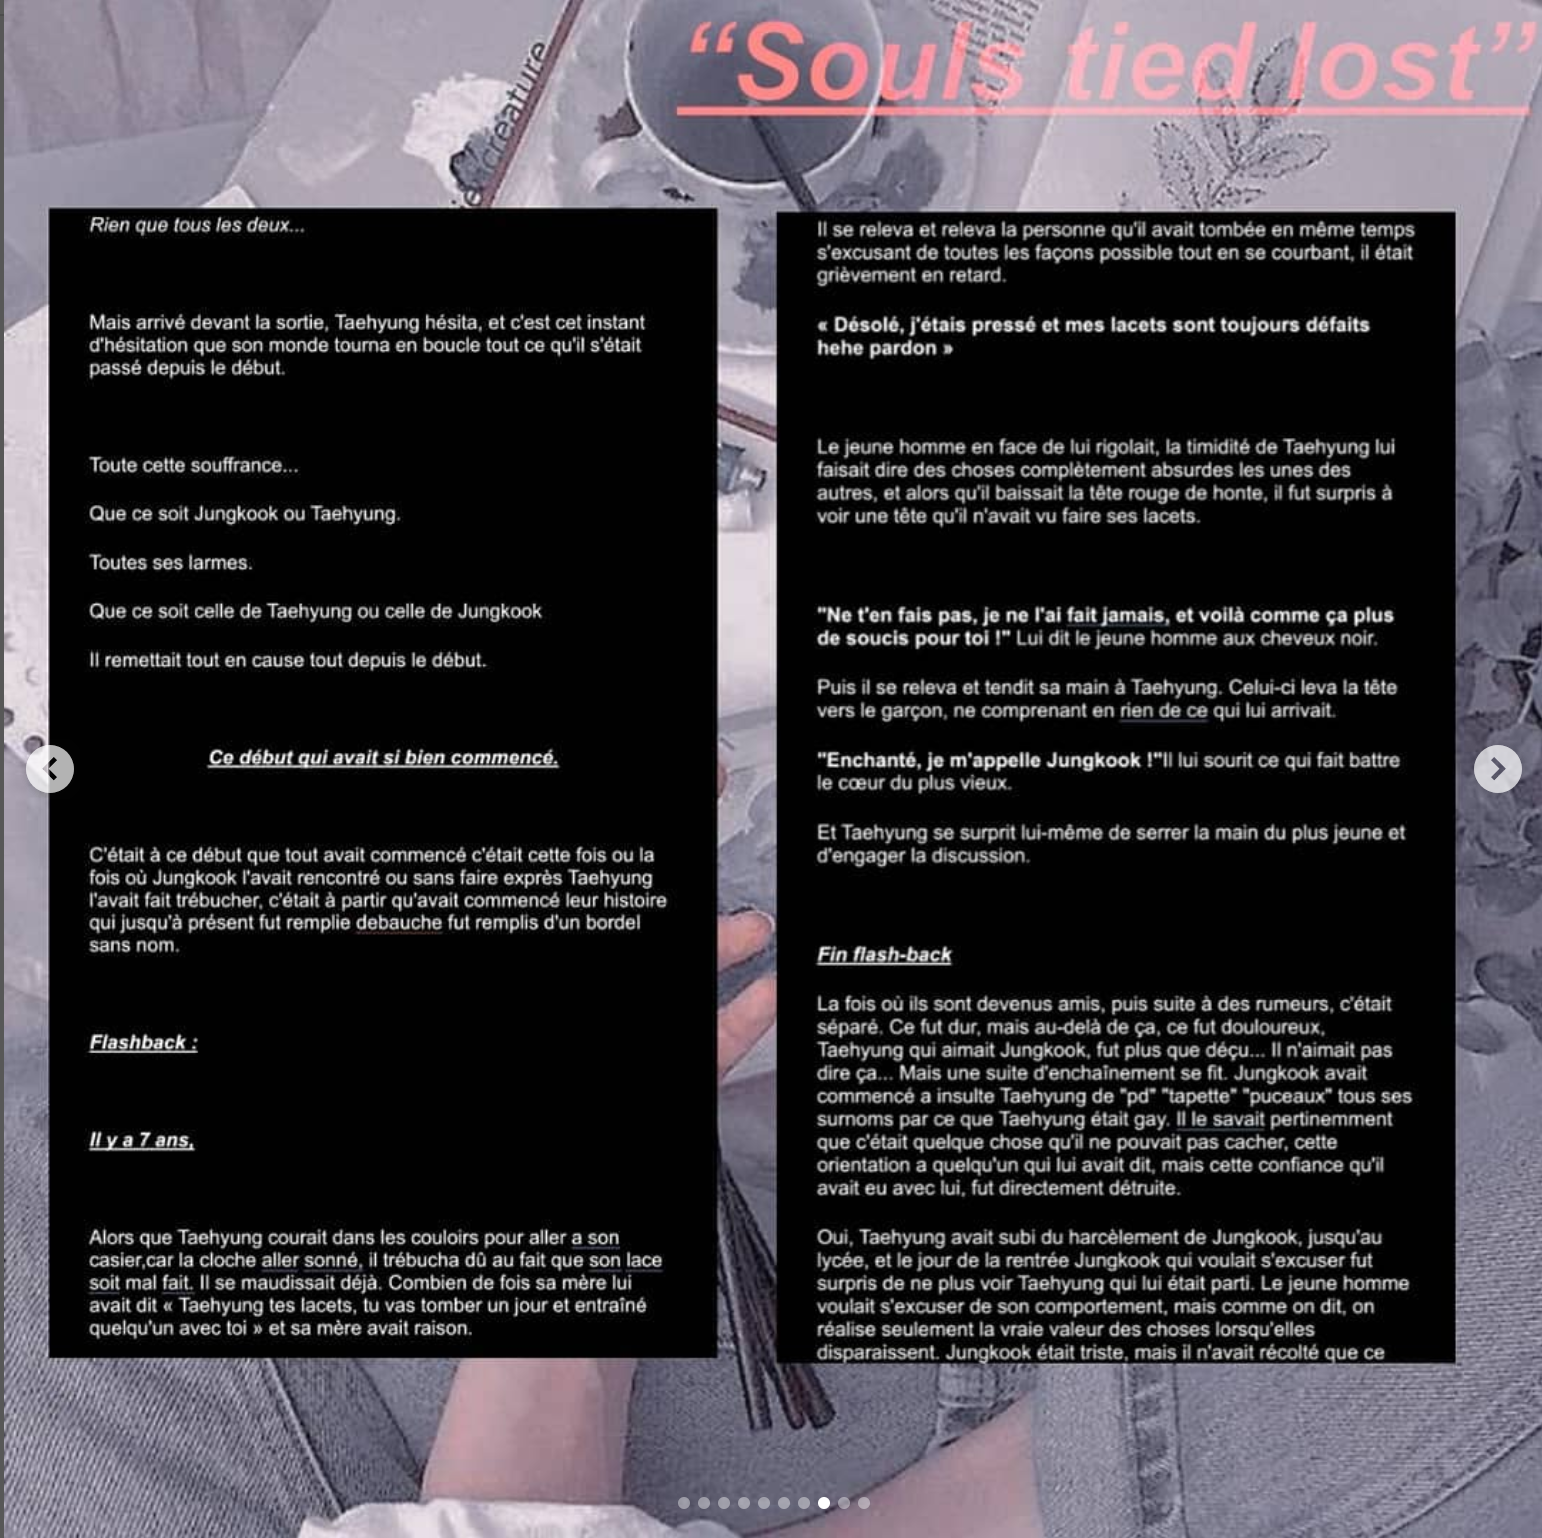 “Souls tied lost”
creature
Rien que tous les deux...
Mais arrivé devant la sortie, Taehyung hésita, et c'est cet instant
d'hésitation que son monde tourna en boucle tout ce qu'il s'était
passé depuis le début.
Toute cette souffrance...
Que ce soit Jungkook ou Taehyung.
Toutes ses larmes.
Que ce soit celle de Taehyung ou celle de Jungkook
Il remettait tout en cause tout depuis le début.
Ce début qui avait si bien commencé.
C'était à ce début que tout avait commencé c'était cette fois ou la
fois où Jungkook l'avait rencontré ou sans faire exprès Taehyung
l'avait fait trébucher, c'était à partir qu'avait commencé leur histoire
qui jusqu'à présent fut remplie debauche fut remplis d'un bordel
sans nom.
Flashback :
Il y a 7 ans,
Alors que Taehyung courait dans les couloirs pour aller a son
casier,car la cloche aller sonné, il trébucha dû au fait que son lace
soit mal fait. Il se maudissait déjà. Combien de fois sa mère lui
avait dit « Taehyung tes lacets, tu vas tomber un jour et entraîné
quelqu'un avec toi » et sa mère avait raison.
Il se releva et releva la personne qu'il avait tombée en même temps
s'excusant de toutes les façons possible tout en se courbant, il était
grièvement en retard.
« Désolé, j'étais pressé et mes lacets sont toujours défaits
hehe pardon »
Le jeune homme en face de lui rigolait, la timidité de Taehyung lui
faisait dire des choses complètement absurdes les unes des
autres, et alors qu'il baissait la tête rouge de honte, il fut surpris à
voir une tête qu'il n'avait vu faire ses lacets.
"Ne t'en fais pas, je ne l'ai fait jamais, et voilà comme ça plus
de soucis pour toi !" Lui dit le jeune homme aux cheveux noir.
Puis il se releva et tendit sa main à Taehyung. Celui-ci leva la tête
vers le garçon, ne comprenant en rien de ce qui lui arrivait.
"Enchanté, je m'appelle Jungkook !"Il lui sourit ce qui fait battre
le cœur du plus vieux.
Et Taehyung se surprit lui-même de serrer la main du plus jeune et
d'engager la discussion.
Fin flash-back
La fois où ils sont devenus amis, puis suite à des rumeurs, c'était
séparé. Ce fut dur, mais au-delà de ça, ce fut douloureux,
Taehyung qui aimait Jungkook, fut plus que déçu... Il n'aimait pas
dire ça... Mais une suite d'enchaînement se fit. Jungkook avait
commencé a insulte Taehyung de "pd" "tapette" "puceaux" tous ses
surnoms par ce que Taehyung était gay. Il le savait pertinemment
que c'était quelque chose qu'il ne pouvait pas cacher, cette
orientation a quelqu'un qui lui avait dit, mais cette confiance qu'il
avait eu avec lui, fut directement détruite.
Oui, Taehyung avait subi du harcèlement de Jungkook, jusqu'au
lycée, et le jour de la rentrée Jungkook qui voulait s'excuser fut
surpris de ne plus voir Taehyung qui lui était parti. Le jeune homme
voulait s'excuser de son comportement, mais comme on dit, on
réalise seulement la vraie valeur des choses lorsqu'elles
disparaissent. Jungkook était triste, mais il n'avait récolté que ce